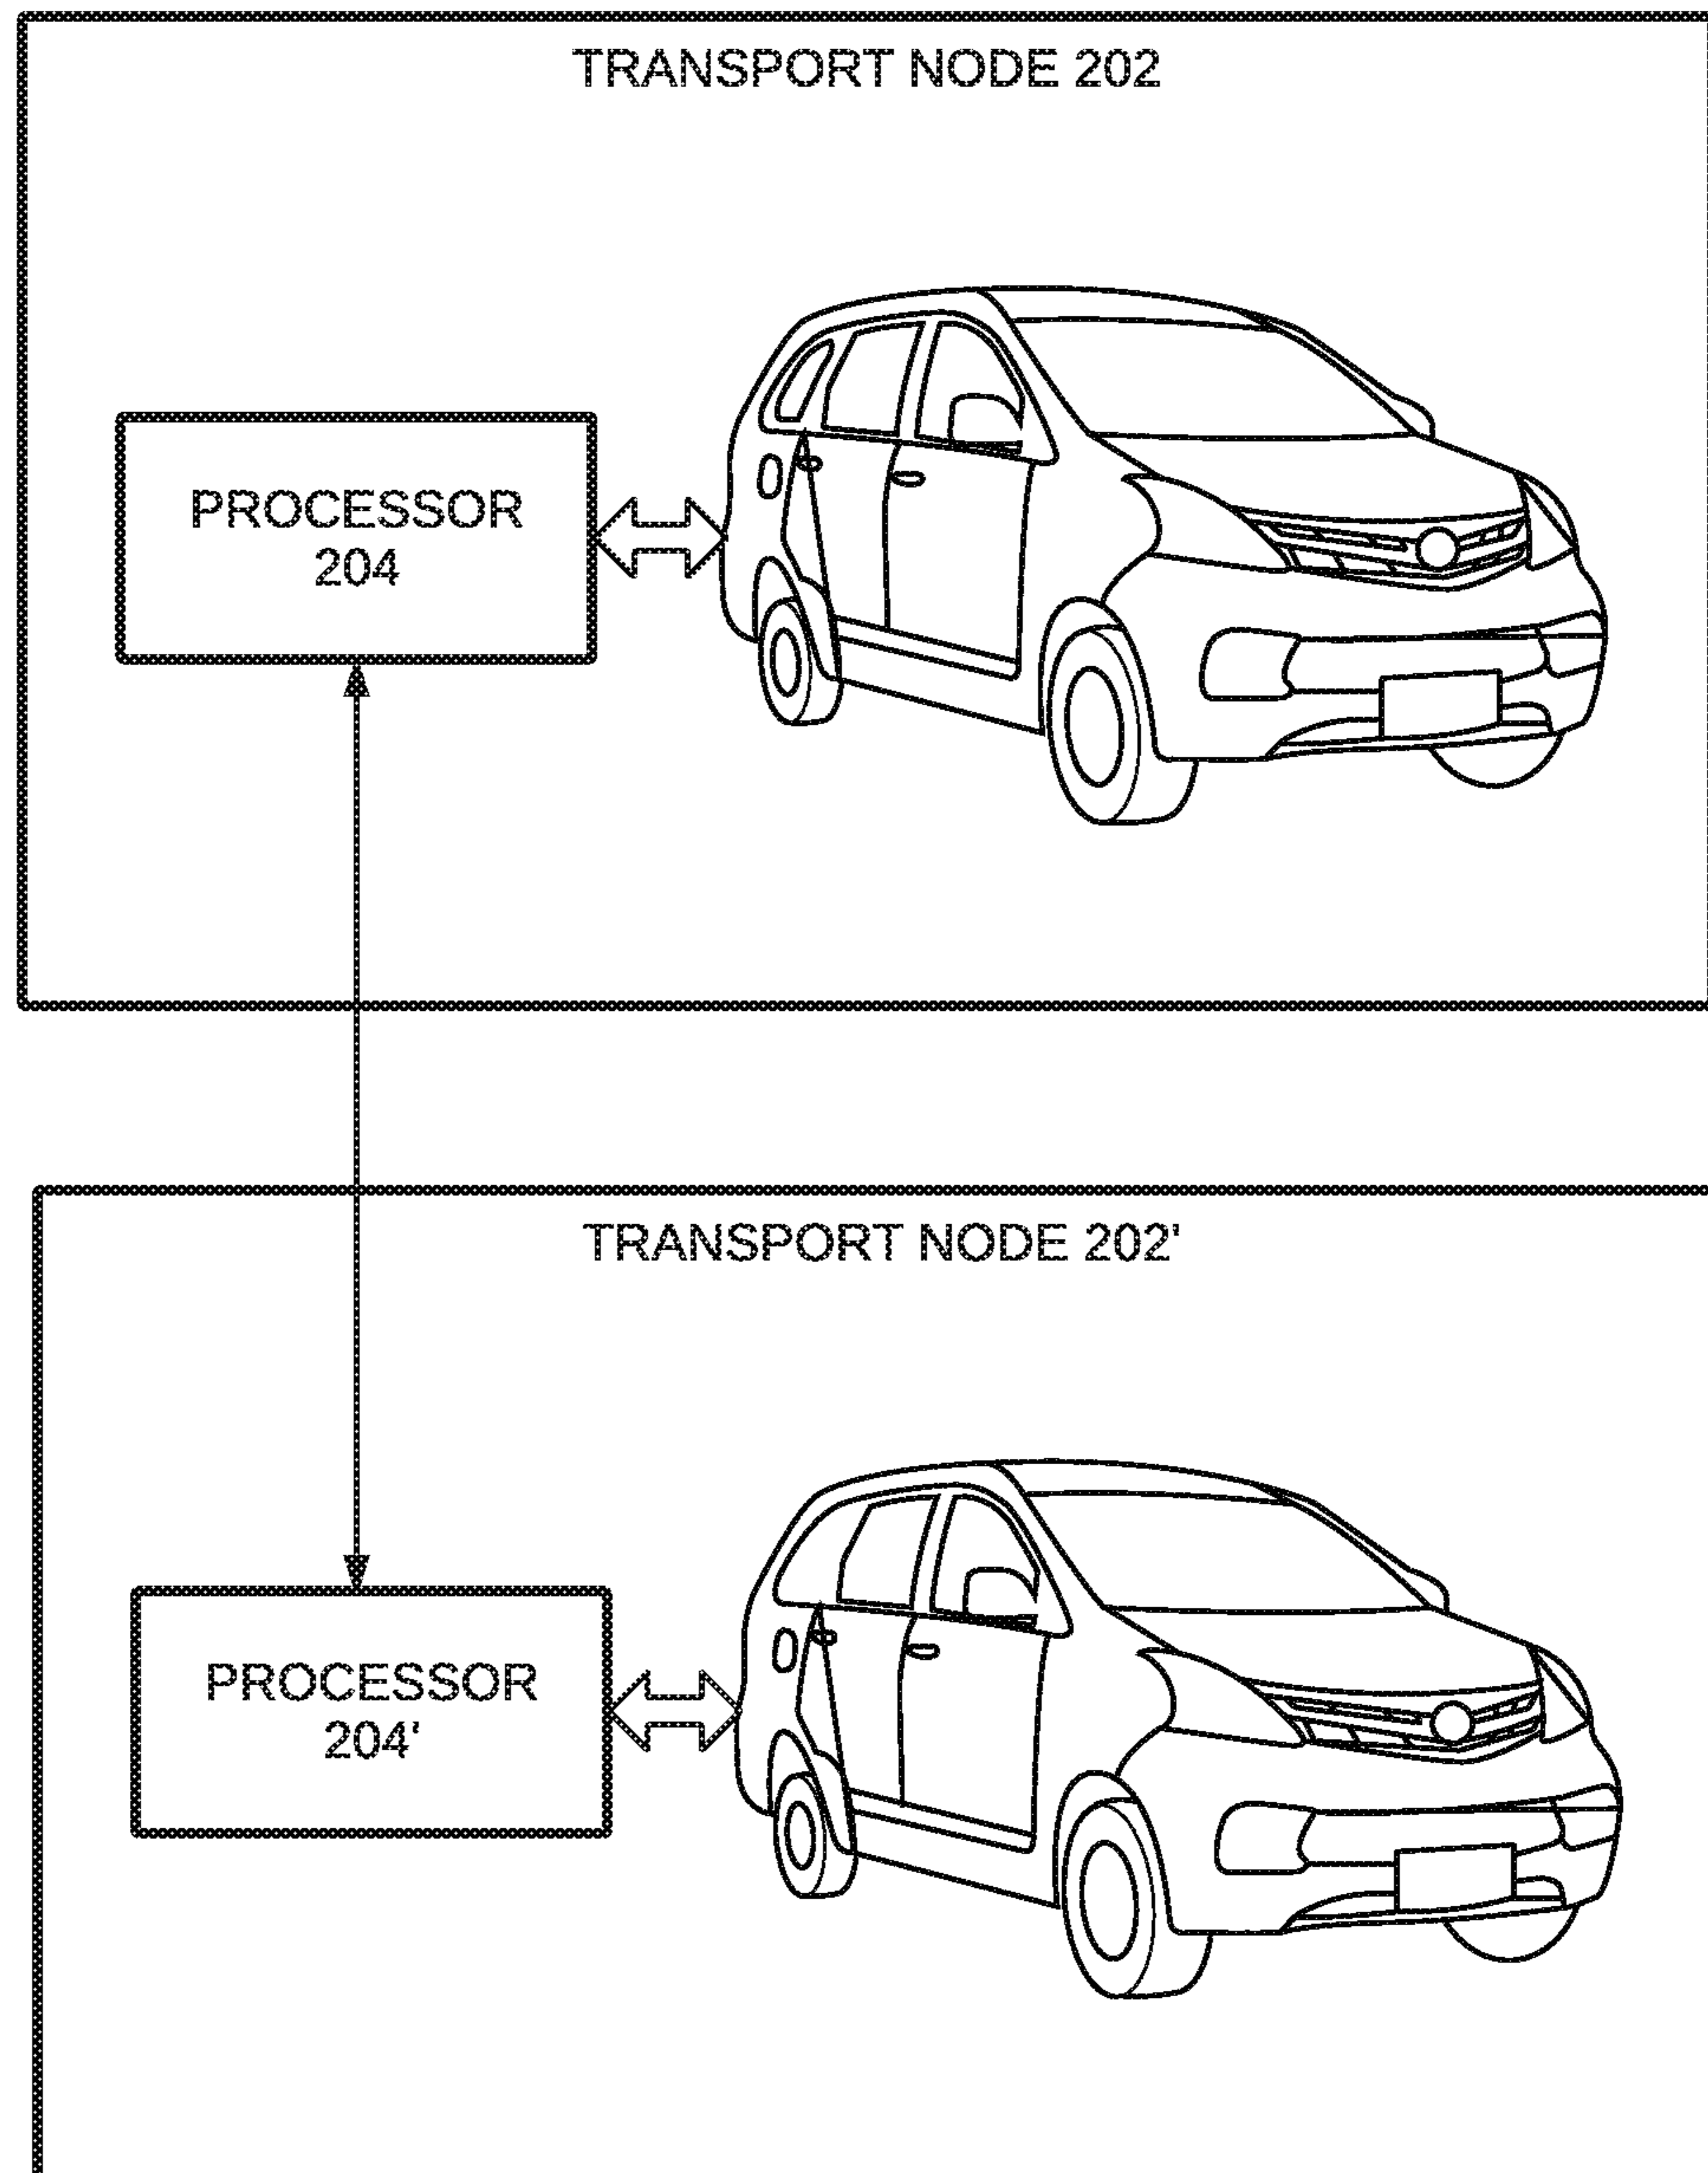 TRANSPORT NODE 202
PROCESSOR
204
TRANSPORT NODE 202'
PROCESSOR
204'